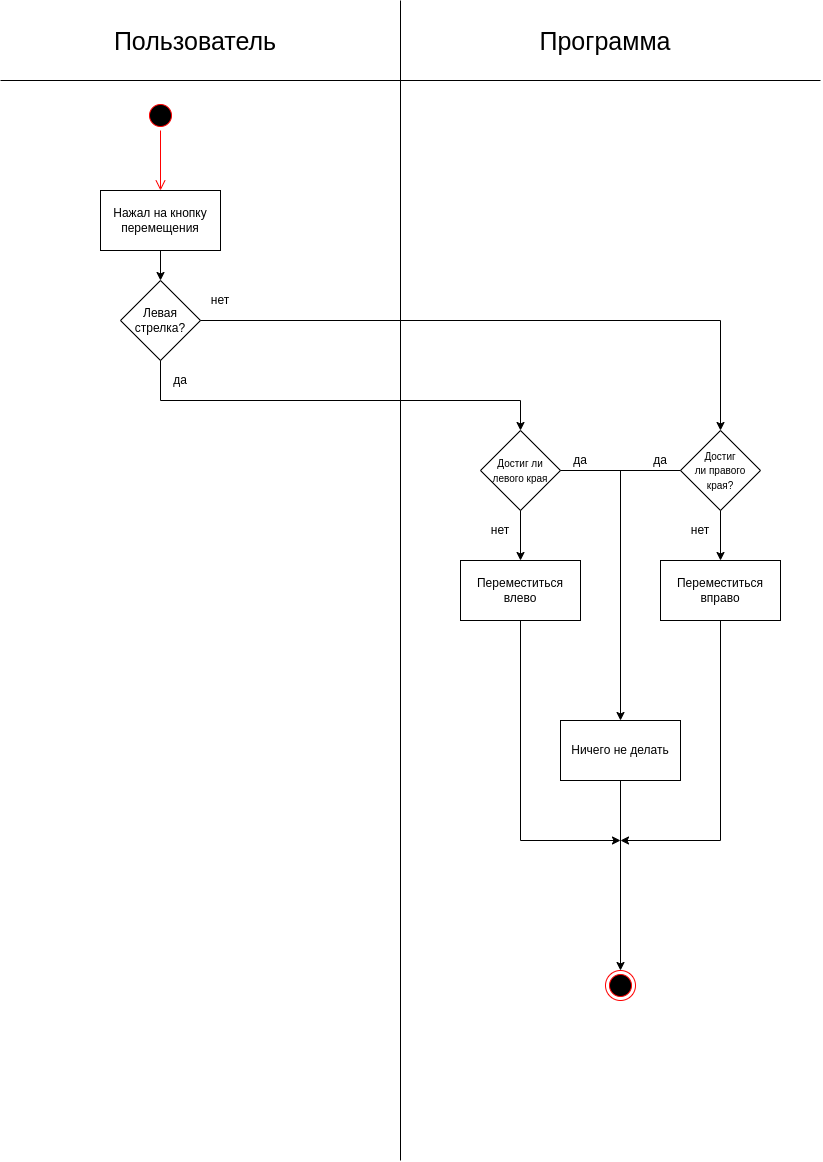 Пользователь
Программа
Нажал на кнопку
перемещения
Левая
стрелка?
нет
да
Достиг ли
левого края
да
да
Достиг
ли правого
края?
нет
нет
Переместиться
влево
Переместиться
вправо
Ничего не делать